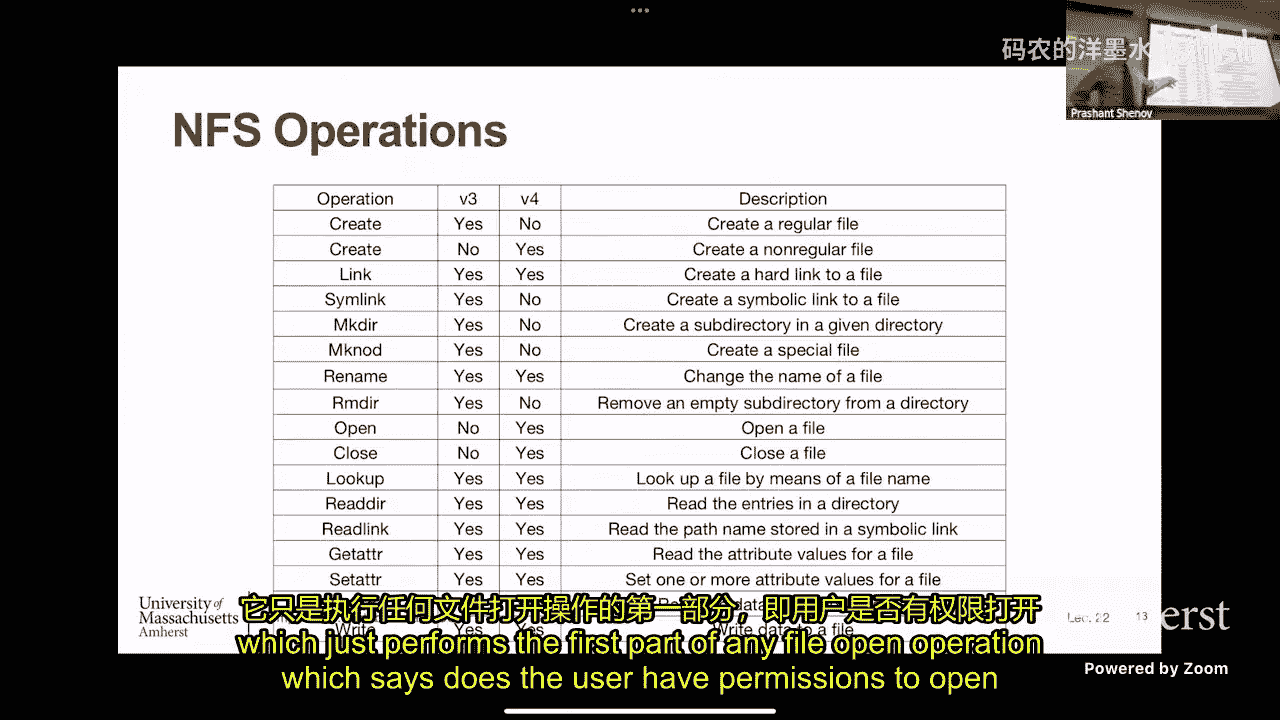 码农的洋墨水
Prashant Shenoy
NFS Operations
Operation v3 v4 Description
Create Yes No Create a regular file
Create No Yes Create a nonregular file
Link Yes Yes Create a hard link to a file
Symlink Yes No Create a symbolic link to a file
Mkdir Yes No Create a subdirectory in a given directory
Mknod Yes No Create a special file
Rename Yes Yes Change the name of a file
Rmdir Yes No Remove an empty subdirectory from a directory
Open No Yes Open a file
Close No Yes Close a file
Lookup Yes Yes Look up a file by means of a file name
Readdir Yes Yes Read the entries in a directory
Readlink Yes Yes Read the path name stored in a symbolic link
Getattr Yes Yes Read the attribute values for a file
Setattr Yes Yes Set one or more attribute values for a file
Write Yes Yes Write data to a file
University of
Massachusetts
Amherst
Lec. 22 13
erst
它只是执行任何文件打开操作的第一部分，即用户是否有权限打开
which just performs the first part of any file open operation
which says does the user have permissions to open
Powered by Zoom